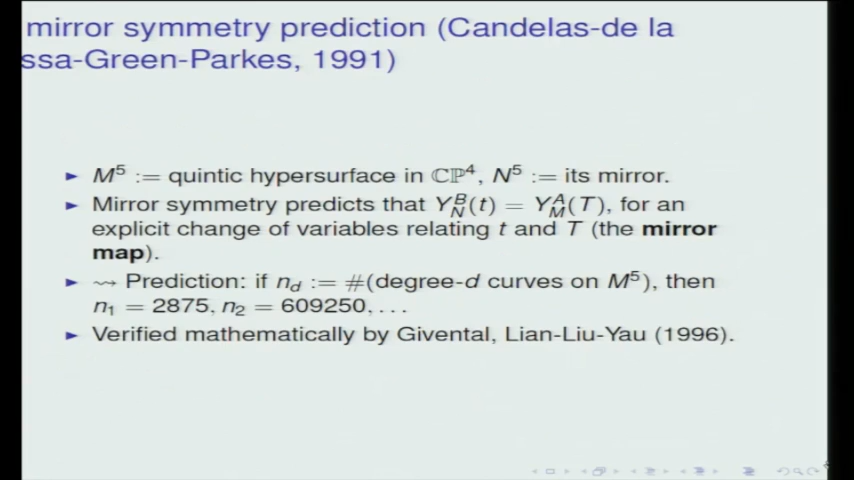 mirror symmetry prediction (Candelas-de la
ssa-Green-Parkes, 1991)
► M⁵ := quintic hypersurface in ℂℙ⁴, N⁵ := its mirror.
► Mirror symmetry predicts that Y_N^B(t) = Y_M^A(T), for an
explicit change of variables relating t and T (the mirror
map).
► ⇝ Prediction: if n_d := #(degree-d curves on M⁵), then
n₁ = 2875, n₂ = 609250, . . .
► Verified mathematically by Givental, Lian-Liu-Yau (1996).